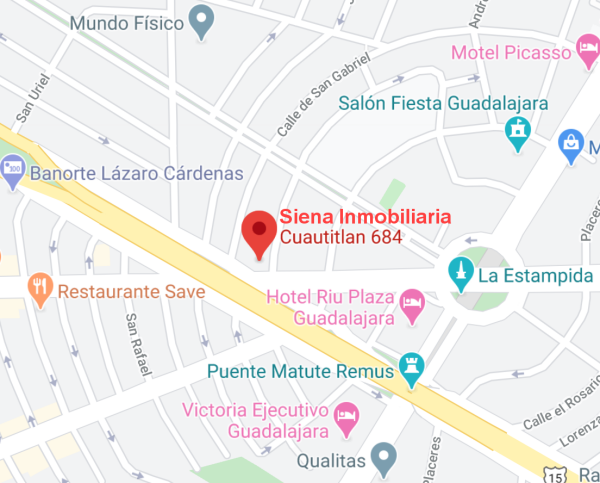 Mundo Físico
Andr
Motel Picasso
San Uriel
Calle de San Gabriel
Salón Fiesta Guadalajara
M
Banorte Lázaro Cárdenas
300
Siena Inmobiliaria
Cuautitlan 684
Placeres
La Estampida
Restaurante Save
Hotel Riu Plaza
Guadalajara
San Rafael
Puente Matute Remus
Victoria Ejecutivo
Guadalajara
Calle el Rosario
Lorenza
Placeres
Qualitas
15
Ra